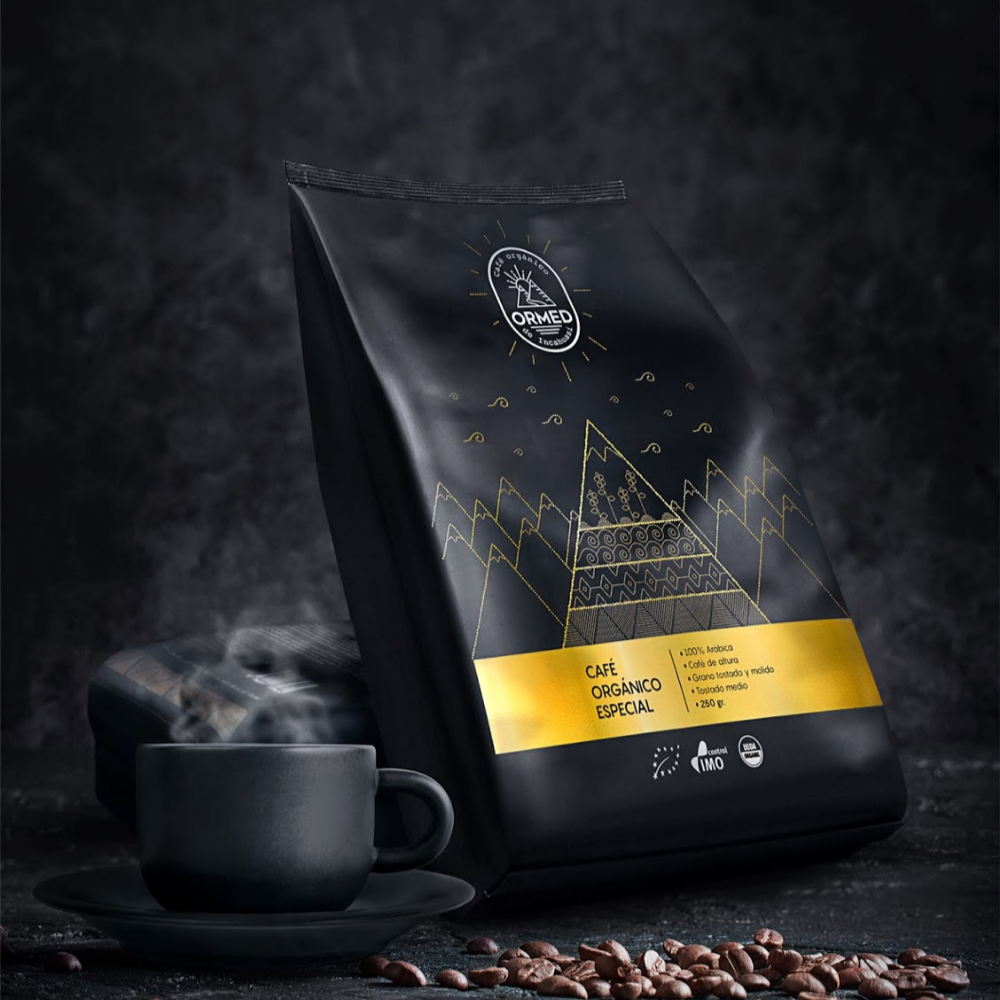 Café orgánico
ORMED
de Incahuasi
CAFÉ
ORGÁNICO
ESPECIAL
• 100% Arábica
• Café de altura
• Grano tostado y molido
• Tostado medio
• 250 gr.
control
IMO
USDA
ORGANIC